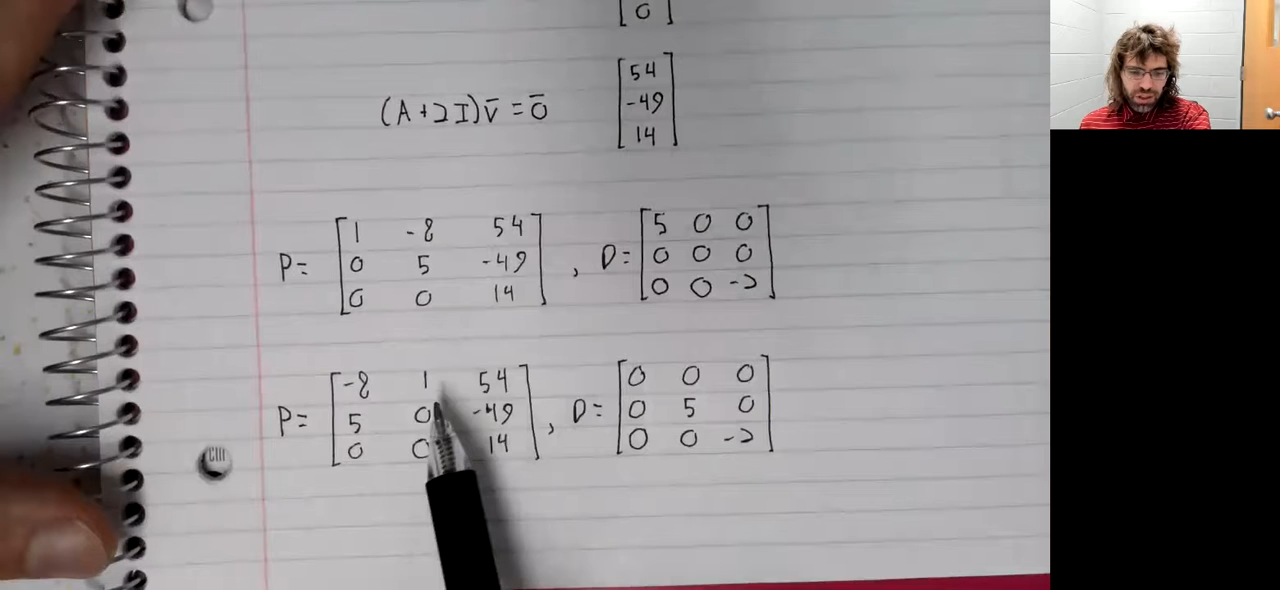 0
54
(A+2I)v̄ = 0̄ -49
14
1 -8 54 5 0 0
P= 0 5 -49 , D= 0 0 0
0 0 14 0 0 -2
-8 1 54 0 0 0
P= 5 0 -49 , D= 0 5 0
0 0 14 0 0 -2